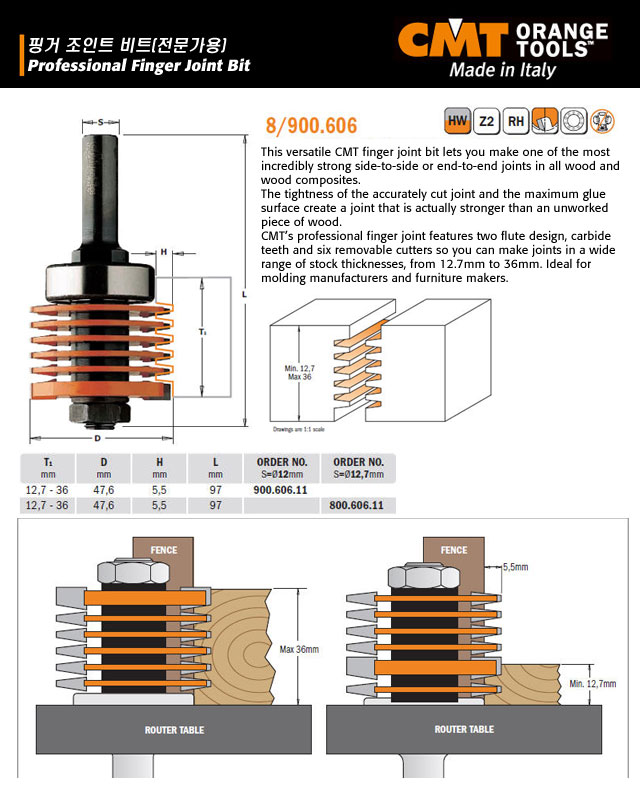 핑거 조인트 비트(전문가용)
Professional Finger Joint Bit
CMT ORANGE
TOOLS™
Made in Italy
8/900.606
HW Z2 RH
This versatile CMT finger joint bit lets you make one of the most
incredibly strong side-to-side or end-to-end joints in all wood and
wood composites.
The tightness of the accurately cut joint and the maximum glue
surface create a joint that is actually stronger than an unworked
piece of wood.
CMT's professional finger joint features two flute design, carbide
teeth and six removable cutters so you can make joints in a wide
range of stock thicknesses, from 12.7mm to 36mm. Ideal for
molding manufacturers and furniture makers.
S
H
L
T1
D
Min. 12,7
Max 36
Drawings are 1:1 scale
T1 D H L ORDER NO. ORDER NO.
mm mm mm mm S=Ø12mm S=Ø12,7mm
12,7 - 36 47,6 5,5 97 900.606.11
12,7 - 36 47,6 5,5 97 800.606.11
FENCE
Max 36mm
ROUTER TABLE
FENCE
5,5mm
Min. 12,7mm
ROUTER TABLE